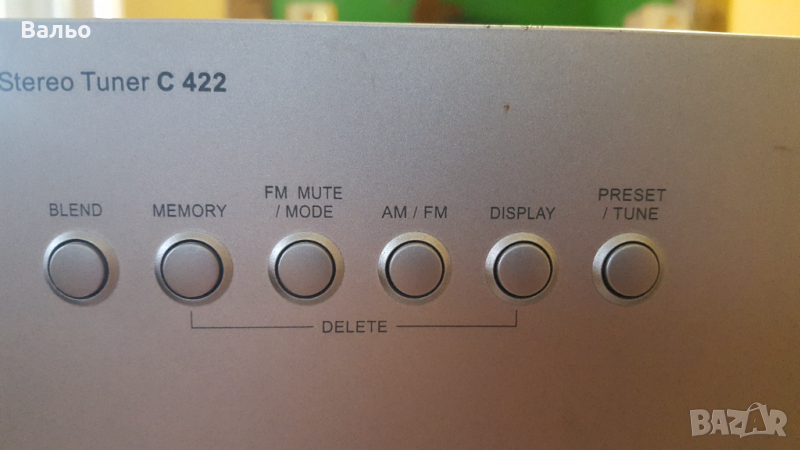 Вальо
Stereo Tuner C 422
BLEND
MEMORY
FM MUTE
/ MODE
AM / FM
DISPLAY
PRESET
/ TUNE
DELETE
BAZAR